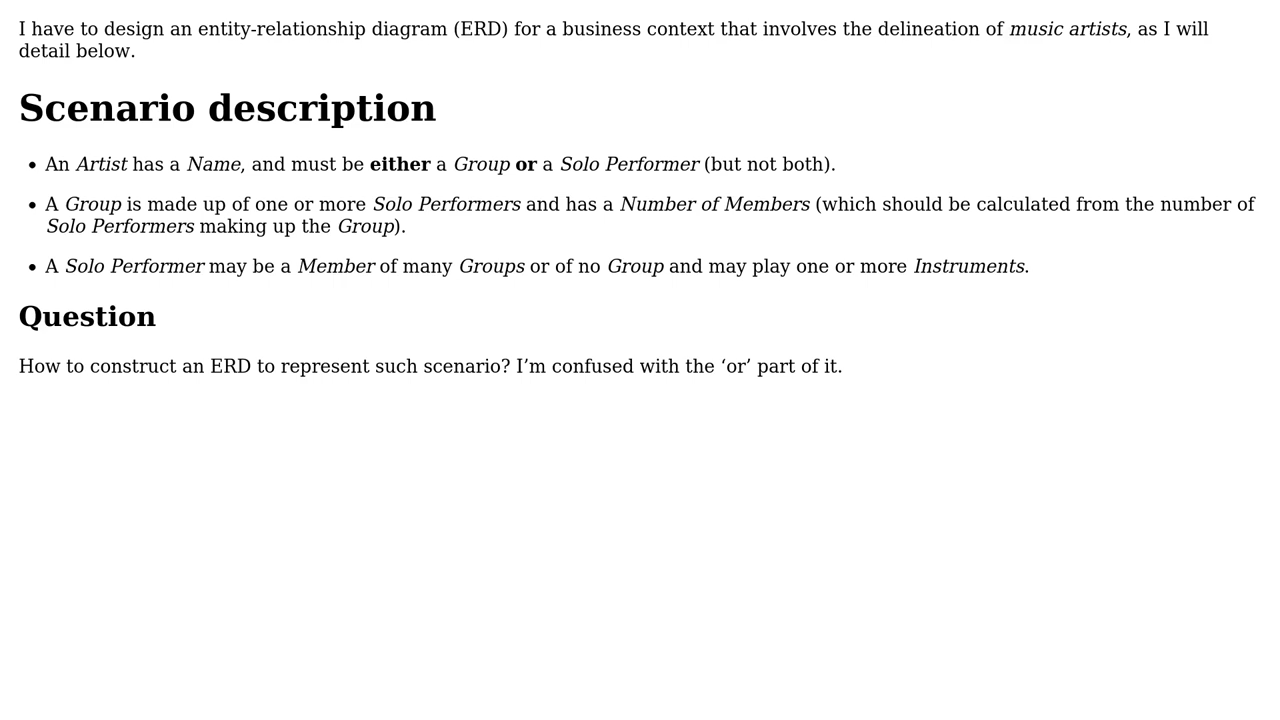 I have to design an entity-relationship diagram (ERD) for a business context that involves the delineation of music artists, as I will
detail below.
Scenario description
• An Artist has a Name, and must be either a Group or a Solo Performer (but not both).
• A Group is made up of one or more Solo Performers and has a Number of Members (which should be calculated from the number of
Solo Performers making up the Group).
• A Solo Performer may be a Member of many Groups or of no Group and may play one or more Instruments.
Question
How to construct an ERD to represent such scenario? I’m confused with the ‘or’ part of it.